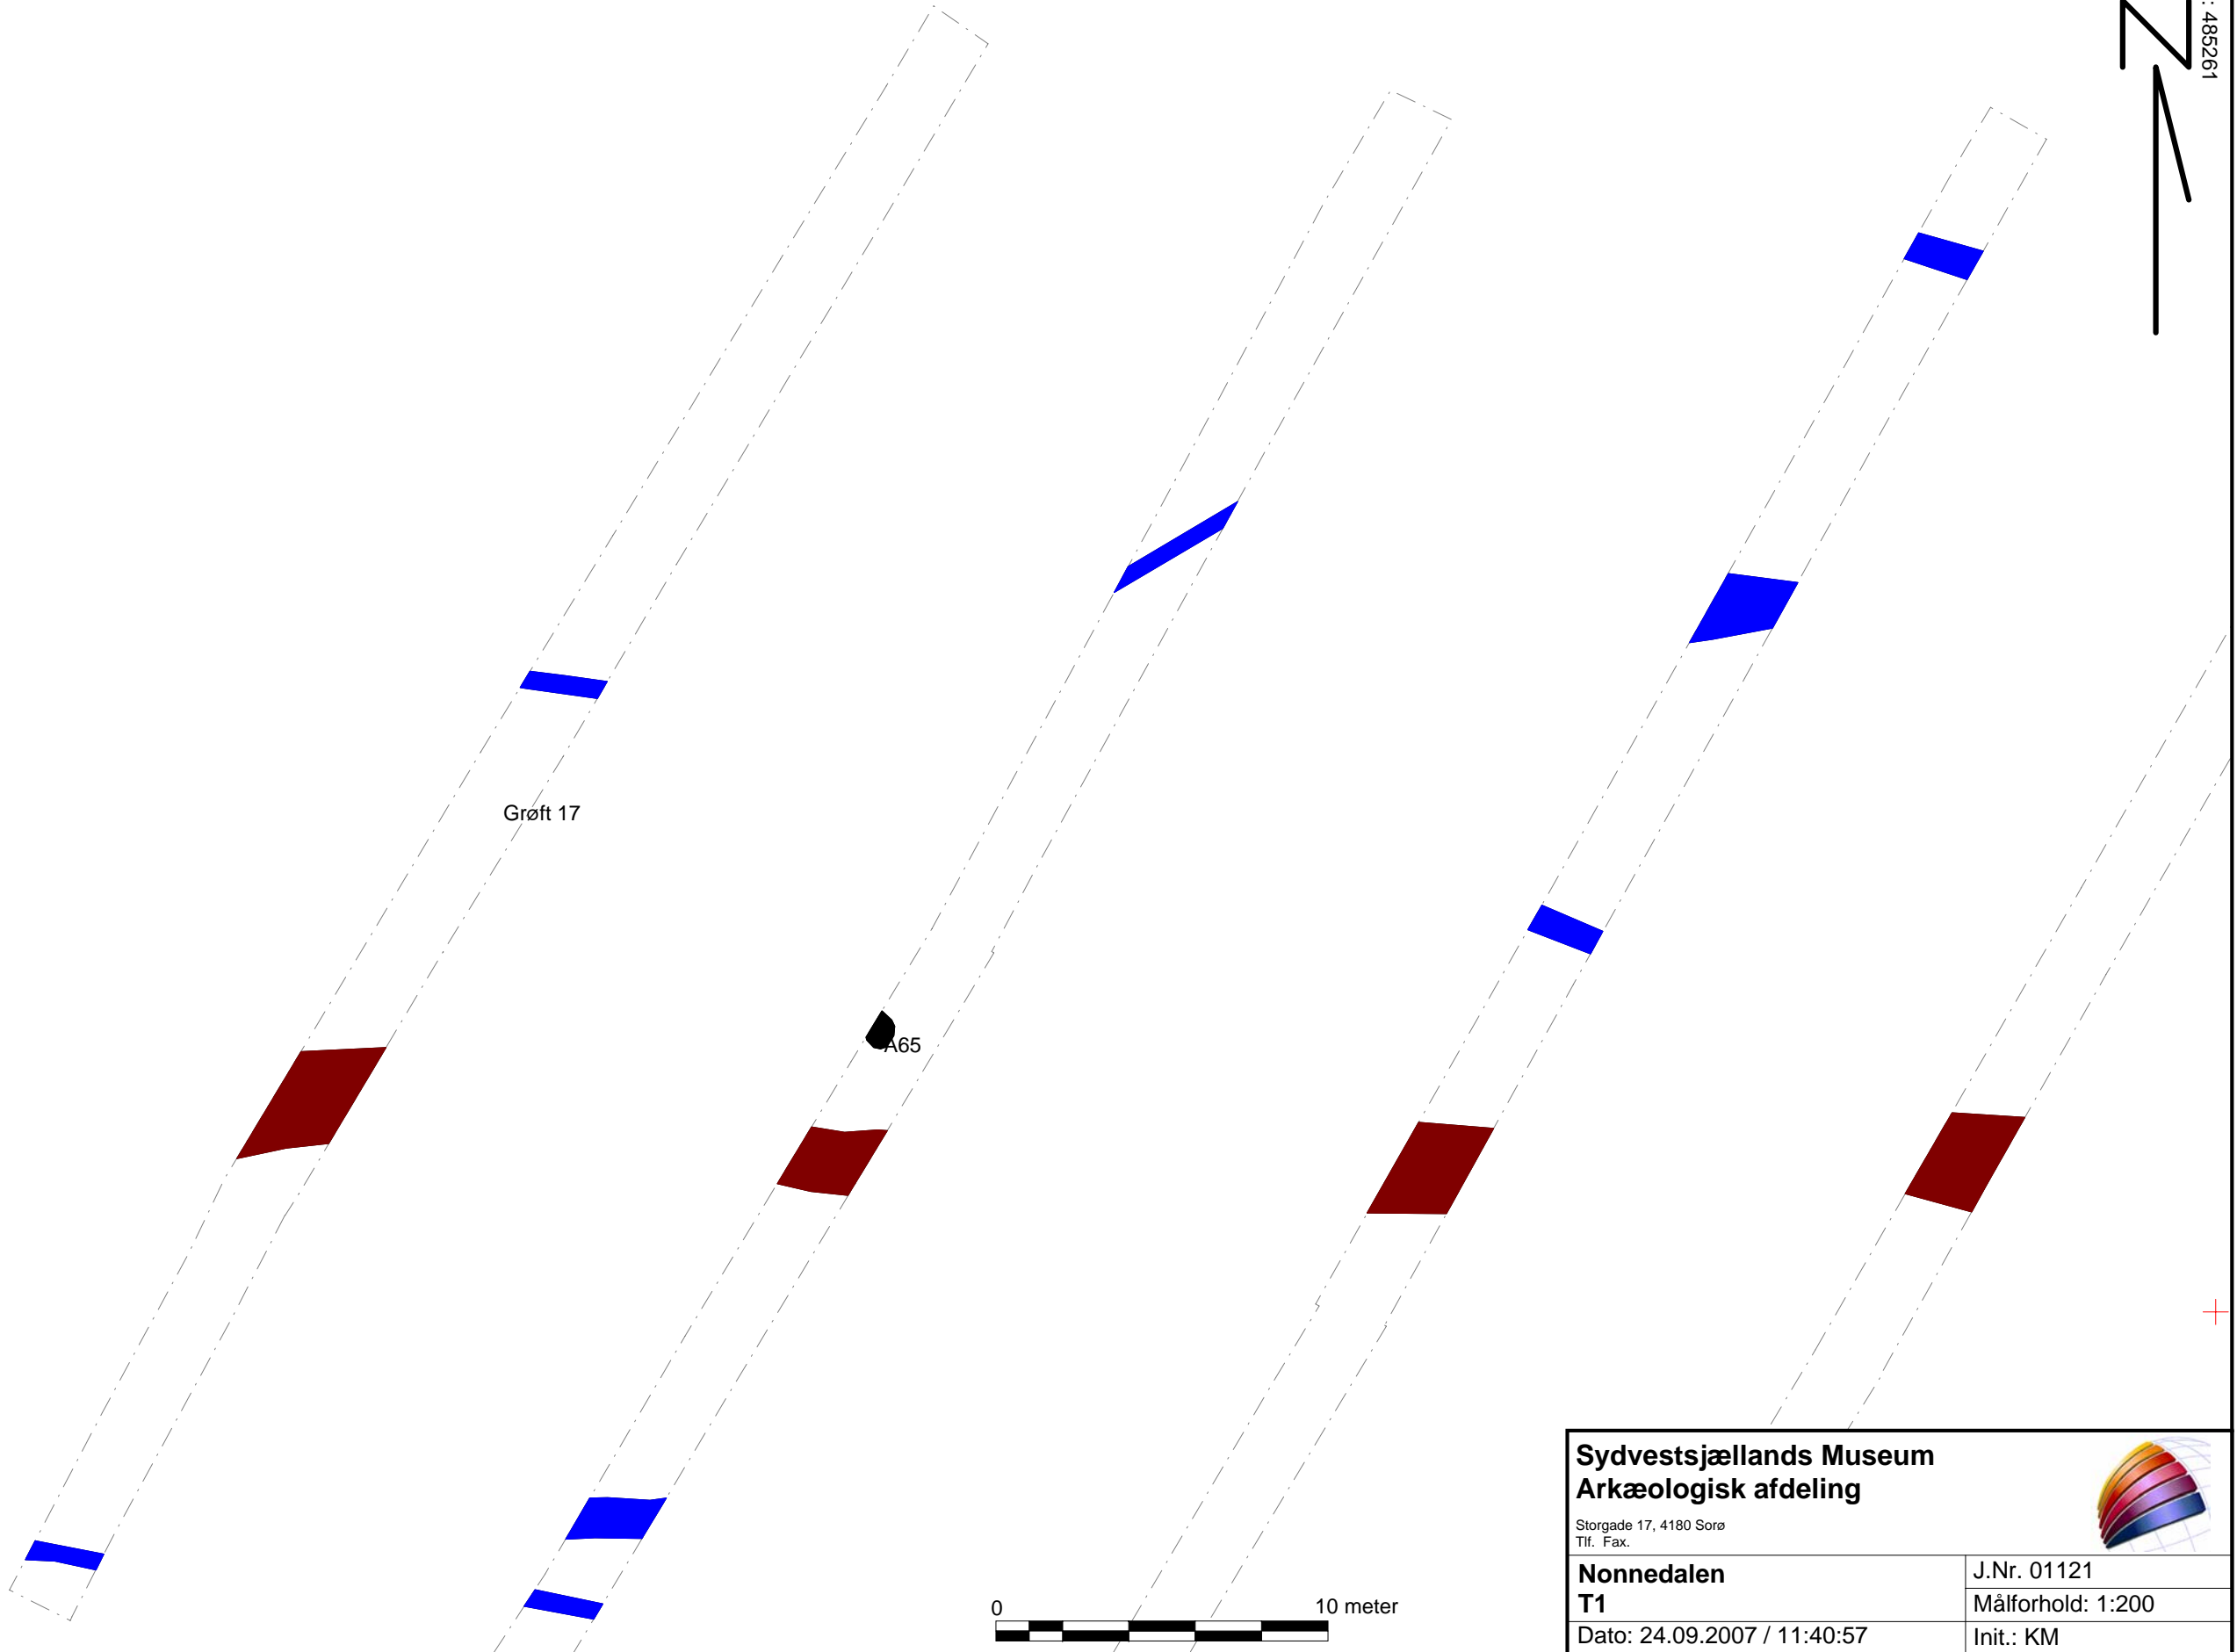 : 485261
Grøft 17
A65
0 10 meter
Sydvestsjællands Museum
Arkæologisk afdeling
Storgade 17, 4180 Sorø
Tlf. Fax.
Nonnedalen
J.Nr. 01121
T1
Målforhold: 1:200
Dato: 24.09.2007 / 11:40:57
Init.: KM